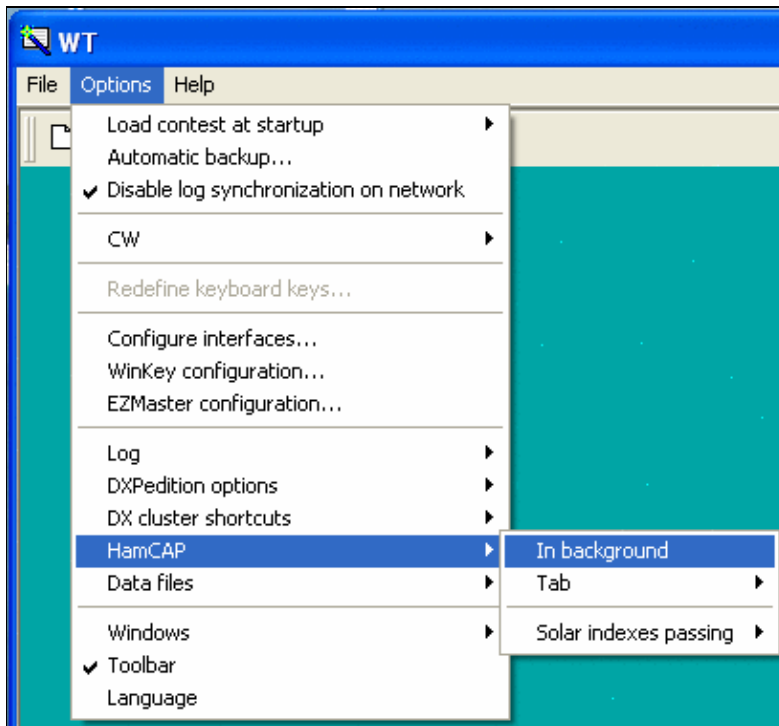 WT
File Options Help
Load contest at startup
Automatic backup...
Disable log synchronization on network
CW
Redefine keyboard keys...
Configure interfaces...
WinKey configuration...
EZMaster configuration...
Log
DXPedition options
DX cluster shortcuts
HamCAP
In background
Data files
Tab
Windows
Solar indexes passing
Toolbar
Language